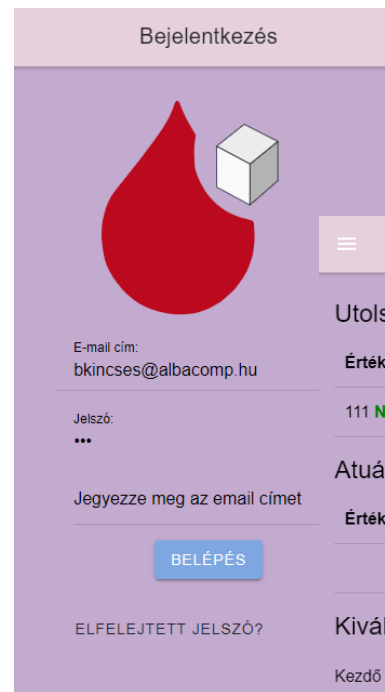 Bejelentkezés
E-mail cím:
bkincses@albacomp.hu
Jelszó:
•••
Jegyezze meg az email címet
BELÉPÉS
ELFELEJTETT JELSZÓ?
Utols
Érték
111 N
Atuá
Érték
Kivál
Kezdő